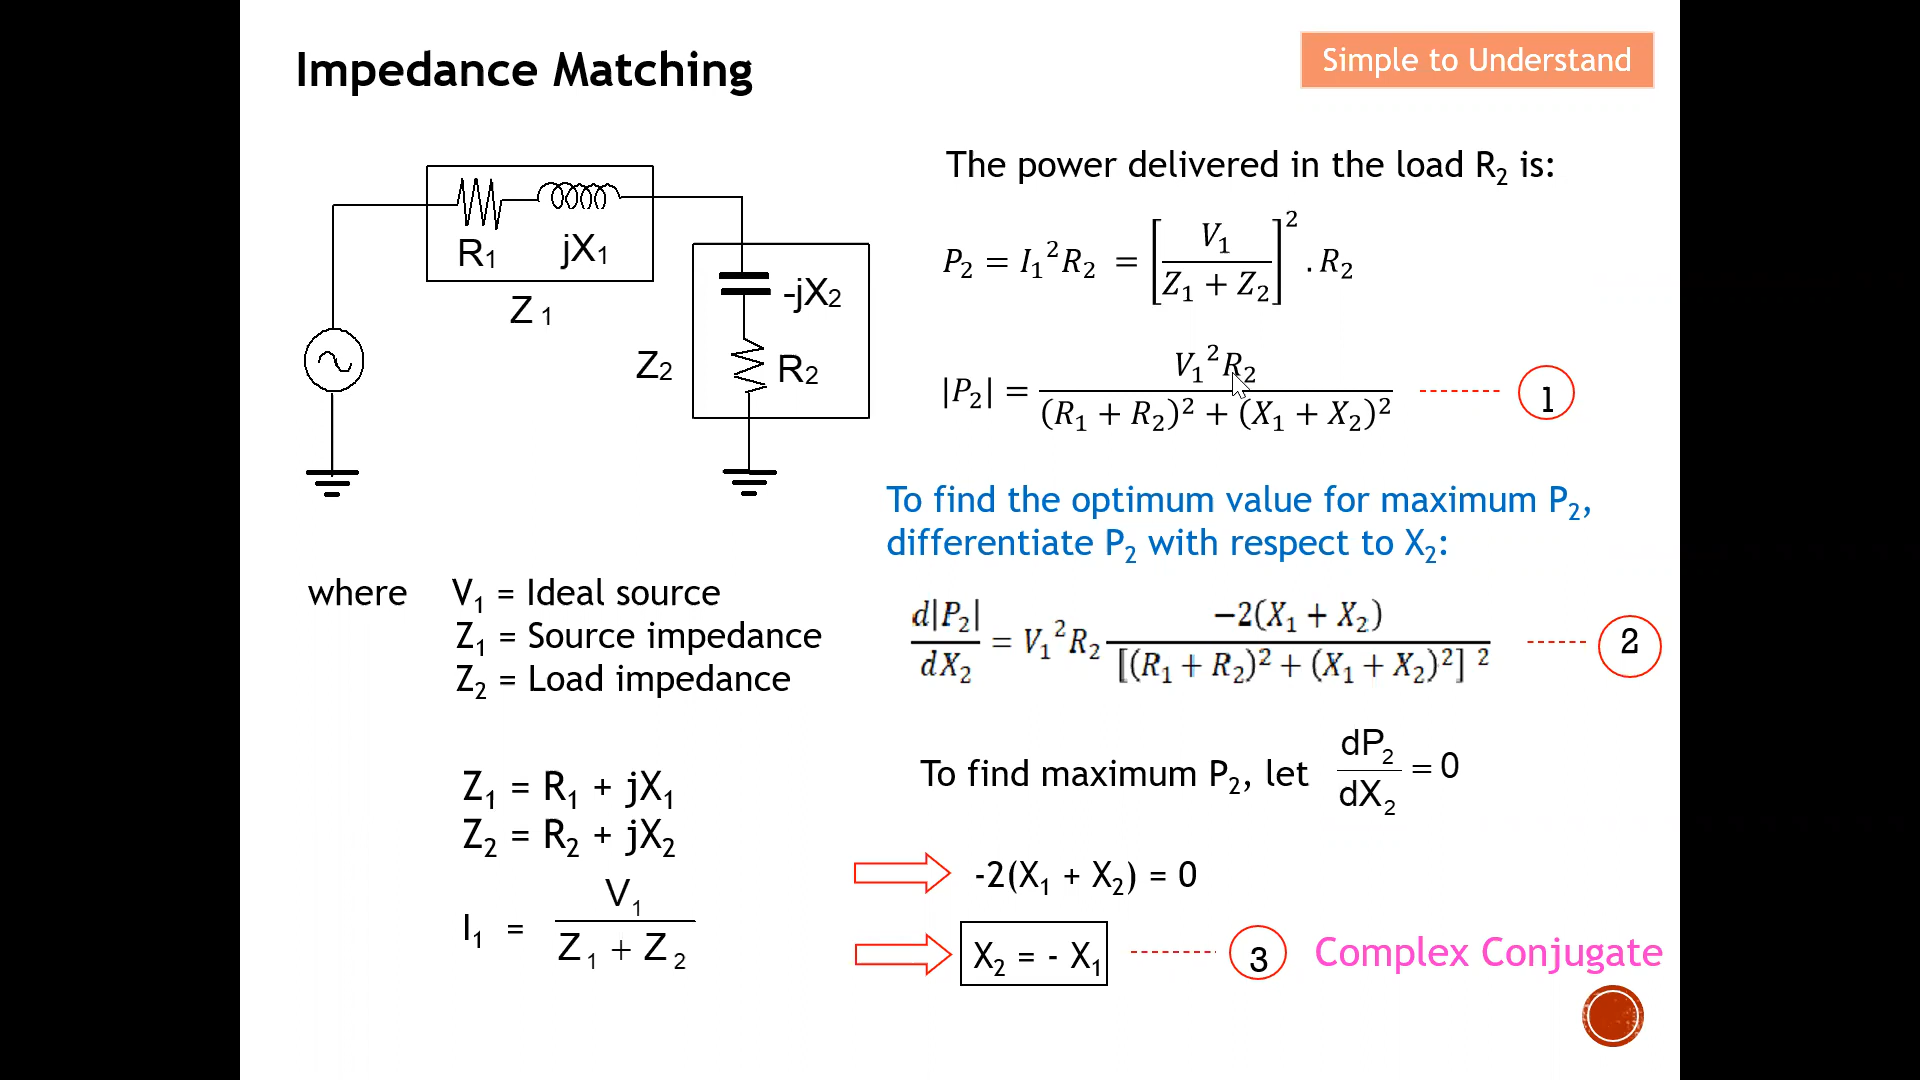 Impedance Matching
Simple to Understand
R1
jX1
Z 1
-jX2
Z2
R2
where V₁ = Ideal source
Z₁ = Source impedance
Z₂ = Load impedance
Z₁ = R₁ + jX₁
Z₂ = R₂ + jX₂
I₁ = V₁ / (Z₁ + Z₂)
The power delivered in the load R₂ is:
P₂ = I₁²R₂ = [V₁ / (Z₁ + Z₂)]² . R₂
|P₂| = V₁²R₂ / ((R₁ + R₂)² + (X₁ + X₂)²) ------- 1
To find the optimum value for maximum P₂,
differentiate P₂ with respect to X₂:
d|P₂| / dX₂ = V₁²R₂ −2(X₁ + X₂) / [(R₁ + R₂)² + (X₁ + X₂)²] ² ------ 2
To find maximum P₂, let dP₂ / dX₂ = 0
-2(X₁ + X₂) = 0
X₂ = - X₁ ------- 3 Complex Conjugate